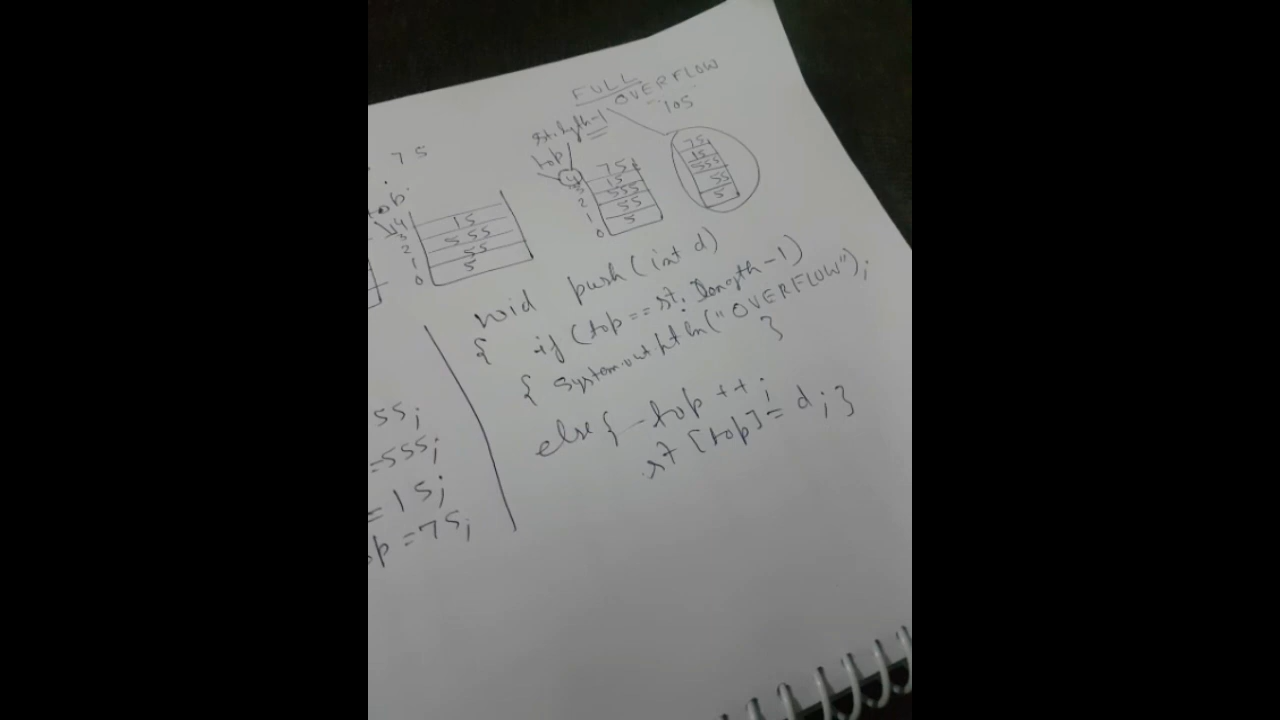 FULL
OVERFLOW
"105"
st.length-1
top
75
top
4
3
2
1
0
15
555
55
5
4
3
2
1
0
75
15
555
55
5
75
15
555
55
5
void push(int d)
{ if (top==st.length-1)
{ System.out.println("OVERFLOW");
}
else{ top++;
st[top]=d;}
55;
=555;
=15;
op=75;